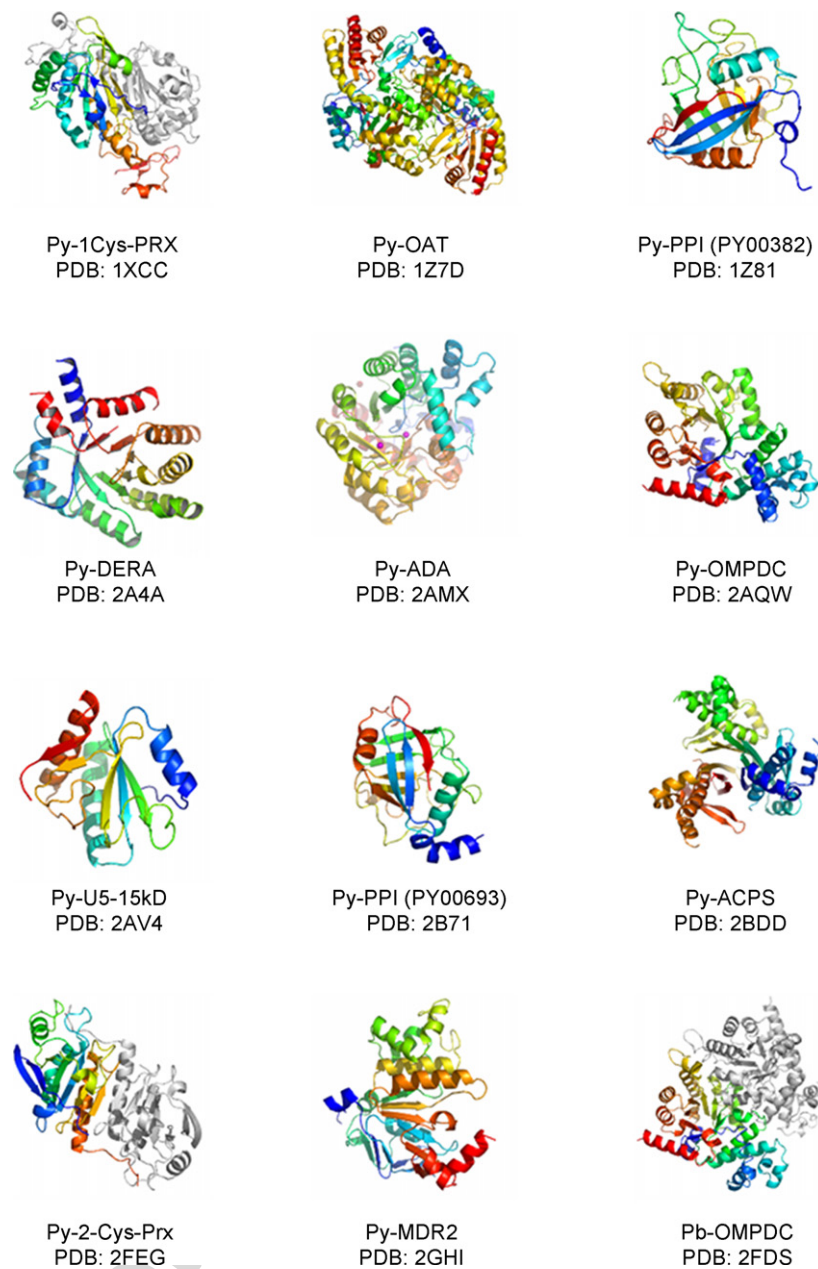 Py-1Cys-PRX
PDB: 1XCC
Py-OAT
PDB: 1Z7D
Py-PPI (PY00382)
PDB: 1Z81
Py-DERA
PDB: 2A4A
Py-ADA
PDB: 2AMX
Py-OMPDC
PDB: 2AQW
Py-U5-15kD
PDB: 2AV4
Py-PPI (PY00693)
PDB: 2B71
Py-ACPS
PDB: 2BDD
Py-2-Cys-Prx
PDB: 2FEG
Py-MDR2
PDB: 2GHI
Pb-OMPDC
PDB: 2FDS